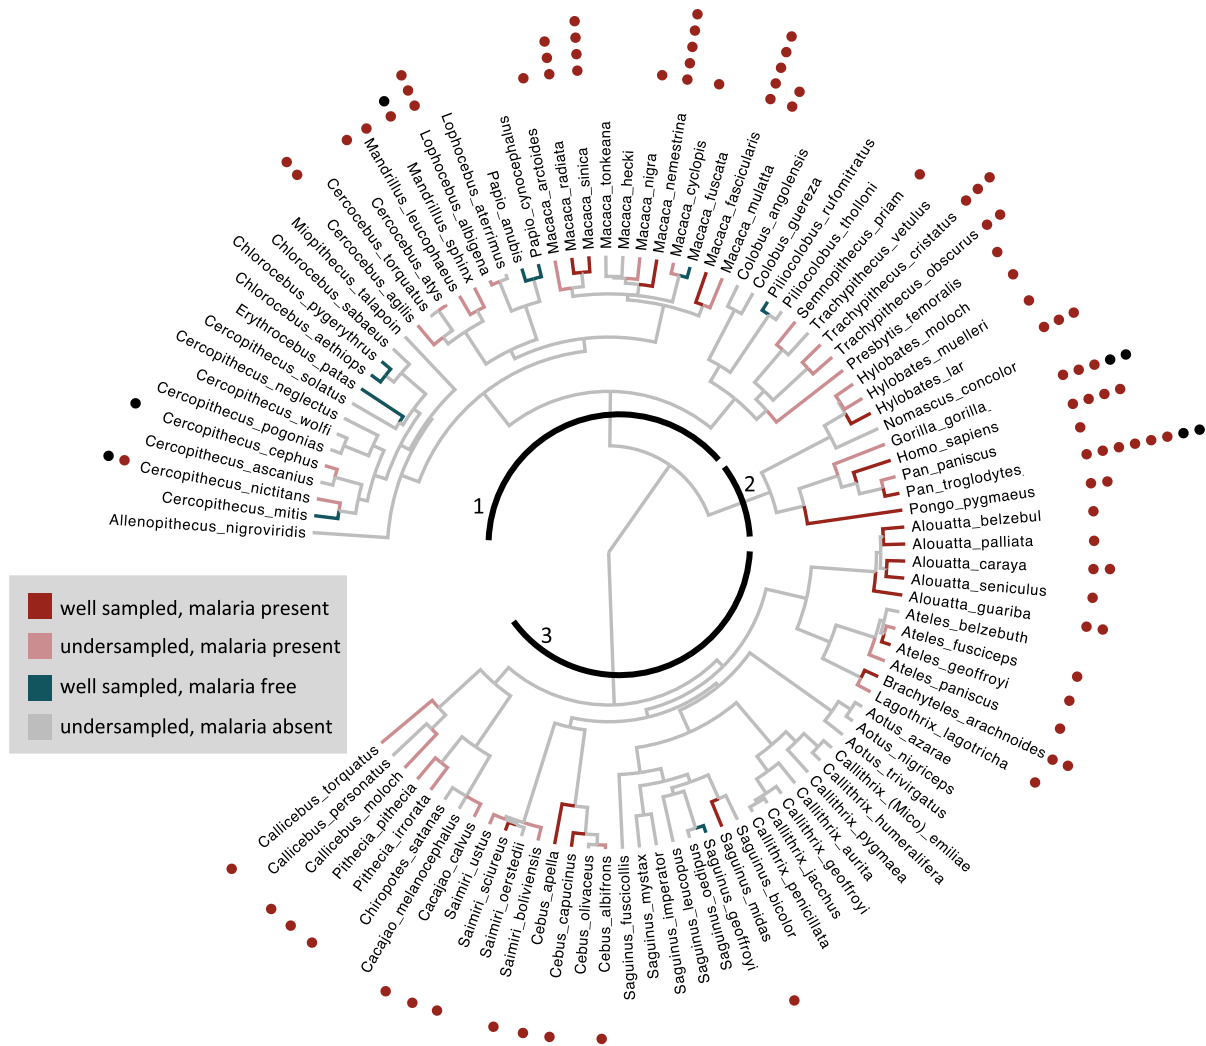 Allenopithecus_nigroviridis
Cercopithecus_mitis
Cercopithecus_nictitans
Cercopithecus_ascanius
Cercopithecus_cephus
Cercopithecus_pogonias
Cercopithecus_wolfi
Cercopithecus_neglectus
Cercopithecus_solatus
Erythrocebus_patas
Chlorocebus_aethiops
Chlorocebus_pygerythrus
Chlorocebus_sabaeus
Miopithecus_talapoin
Cercocebus_agilis
Cercocebus_torquatus
Cercocebus_atys
Mandrillus_leucophaeus
Mandrillus_sphinx
Lophocebus_albigena
Lophocebus_aterrimus
Papio_anubis
Papio_cynocephalus
Macaca_arctoides
Macaca_radiata
Macaca_sinica
Macaca_tonkeana
Macaca_hecki
Macaca_nigra
Macaca_nemestrina
Macaca_cyclopis
Macaca_fuscata
Macaca_fascicularis
Macaca_mulatta
Colobus_angolensis
Colobus_guereza
Piliocolobus_rufomitratus
Piliocolobus_tholloni
Semnopithecus_priam
Trachypithecus_vetulus
Trachypithecus_cristatus
Trachypithecus_obscurus
Presbytis_femoralis
Hylobates_moloch
Hylobates_muelleri
Hylobates_lar
Nomascus_concolor
Gorilla_gorilla_
Homo_sapiens
Pan_paniscus
Pan_troglodytes
Pongo_pygmaeus
Alouatta_belzebul
Alouatta_palliata
Alouatta_caraya
Alouatta_seniculus
Alouatta_guariba
Ateles_belzebuth
Ateles_fusciceps
Ateles_geoffroyi
Ateles_paniscus
Brachyteles_arachnoides
Lagothrix_lagotricha
Aotus_azarae
Aotus_nigriceps
Aotus_trivirgatus
Callithrix_(Mico)_emiliae
Callithrix_humeralifera
Callithrix_pygmaea
Callithrix_aurita
Callithrix_geoffroyi
Callithrix_jacchus
Callithrix_penicillata
Saguinus_bicolor
Saguinus_midas
Saguinus_geoffroyi
Saguinus_oedipus
Saguinus_leucopus
Saguinus_imperator
Saguinus_mystax
Saguinus_fuscicollis
Cebus_albifrons
Cebus_olivaceus
Cebus_capucinus
Cebus_apella
Saimiri_boliviensis
Saimiri_oerstedii
Saimiri_sciureus
Saimiri_ustus
Cacajao_calvus
Cacajao_melanocephalus
Chiropotes_satanas
Pithecia_irrorata
Pithecia_pithecia
Callicebus_moloch
Callicebus_personatus
Callicebus_torquatus
1
2
3
well sampled, malaria present
undersampled, malaria present
well sampled, malaria free
undersampled, malaria absent